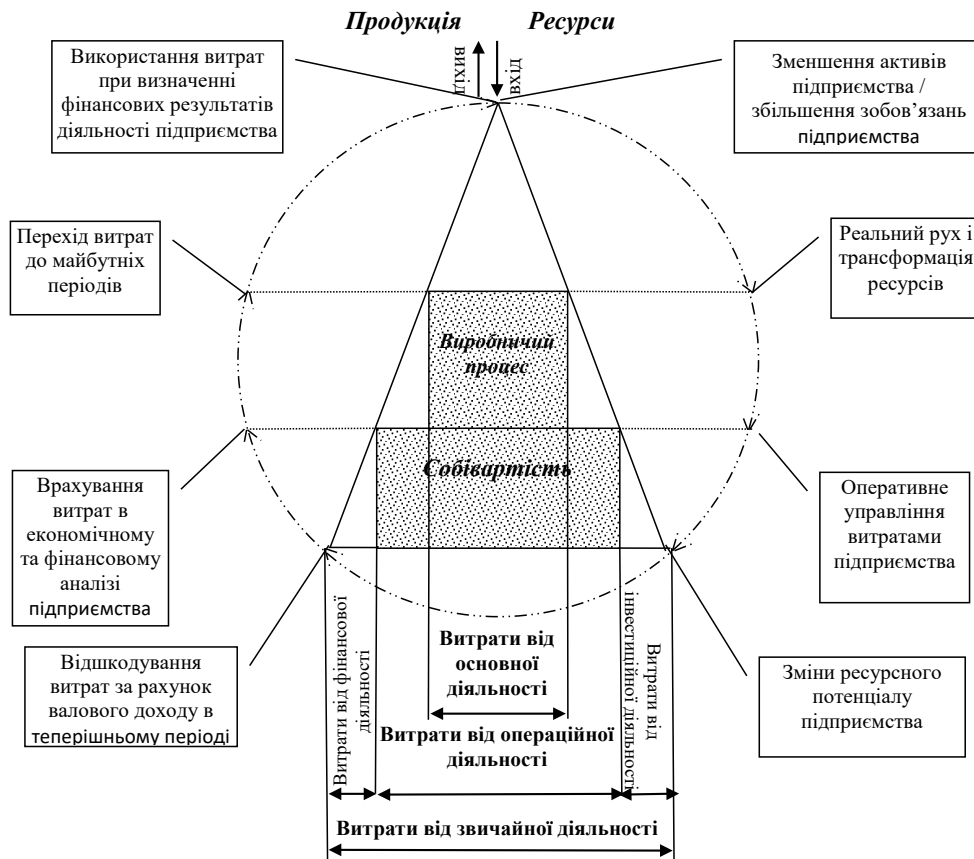 Продукція
Ресурси
вихід
вхід
Використання витрат
при визначенні
фінансових результатів
діяльності підприємства
Зменшення активів
підприємства /
збільшення зобов’язань
підприємства
Перехід витрат
до майбутніх
періодів
Реальний рух і
трансформація
ресурсів
Виробничий
процес
Собівартість
Врахування
витрат в
економічному
та фінансовому
аналізі
підприємства
Оперативне
управління
витратами
підприємства
Відшкодування
витрат за рахунок
валового доходу в
теперішньому періоді
Зміни ресурсного
потенціалу
підприємства
Витрати від фінансової
діяльності
Витрати від
основної
діяльності
Витрати від
інвестиційної діяльності
Витрати від операційної
діяльності
Витрати від звичайної діяльності